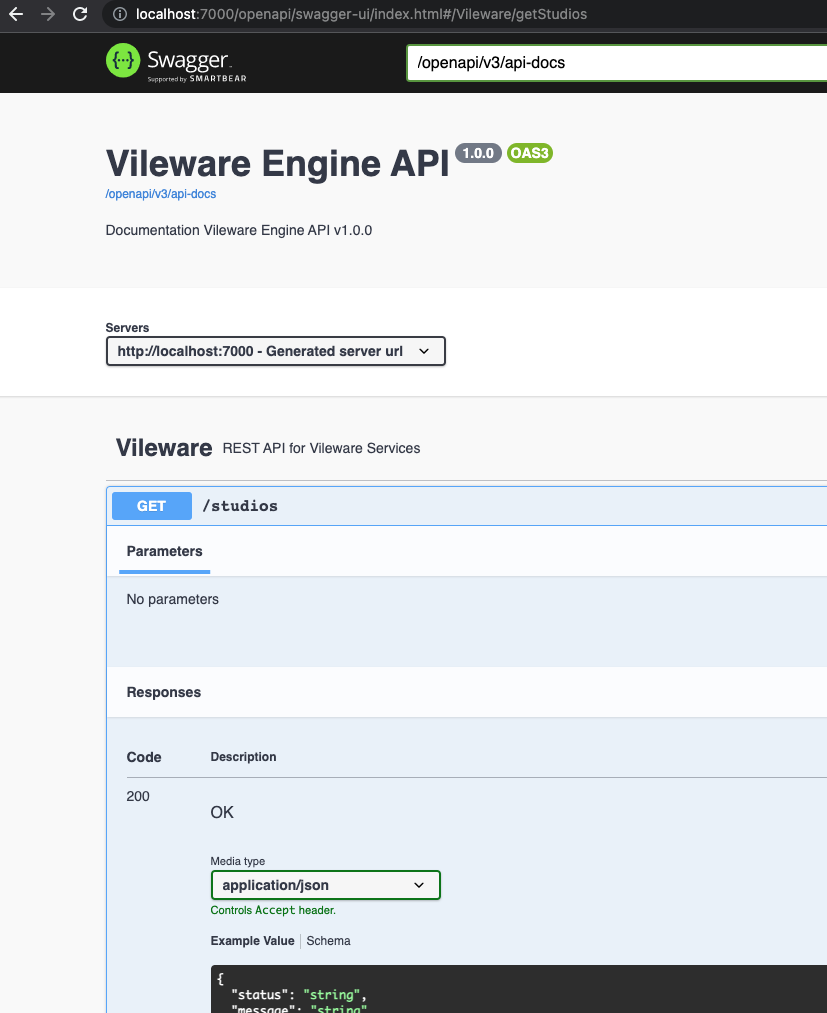 localhost:7000/openapi/swagger-ui/index.html#/Vileware/getStudios
{···} Swagger
Supported by SMARTBEAR
/openapi/v3/api-docs
Vileware Engine API 1.0.0 OAS3
/openapi/v3/api-docs
Documentation Vileware Engine API v1.0.0
Servers
http://localhost:7000 - Generated server url
Vileware REST API for Vileware Services
GET /studios
Parameters
No parameters
Responses
Code Description
200
OK
Media type
application/json
Controls Accept header.
Example Value Schema
{
"status": "string",
"message": "string"